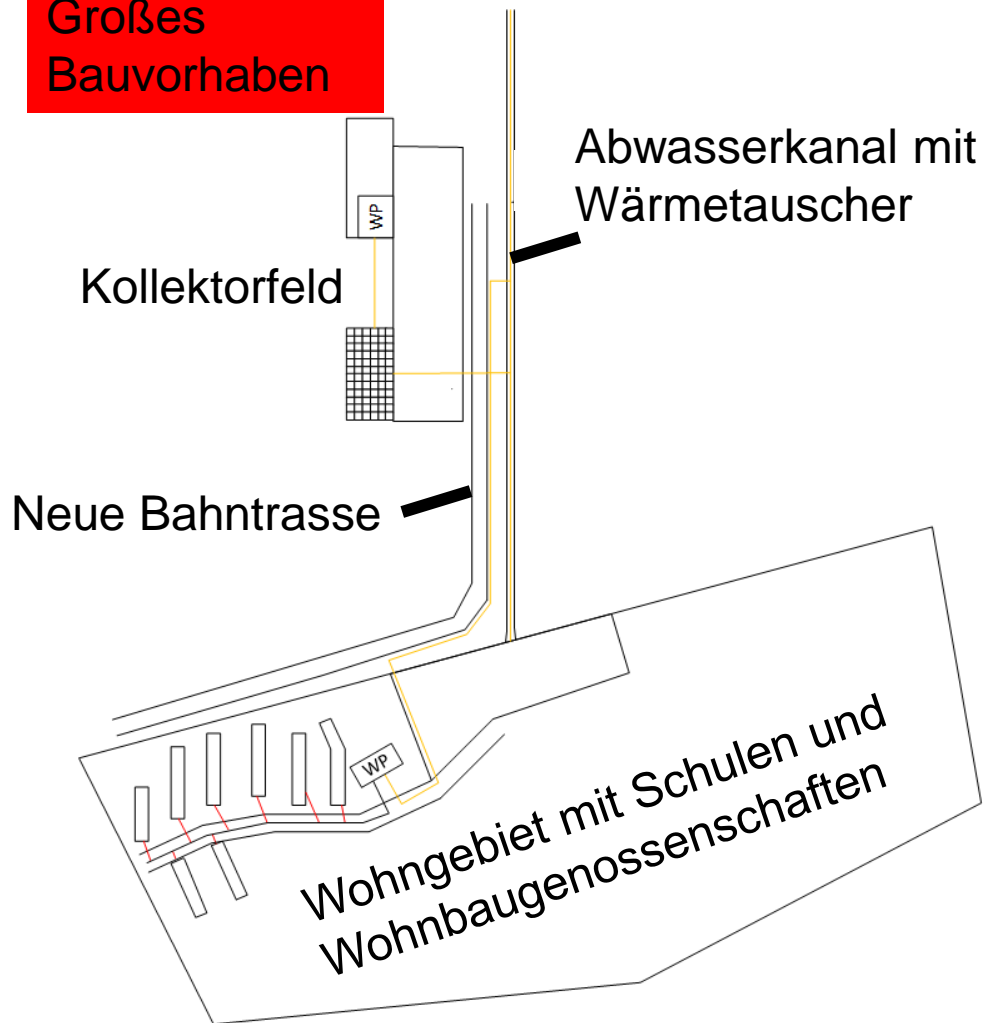 Großes
Bauvorhaben
Abwasserkanal mit
Wärmetauscher
WP
Kollektorfeld
Neue Bahntrasse
WP
Wohngebiet mit Schulen und
Wohnbaugenossenschaften